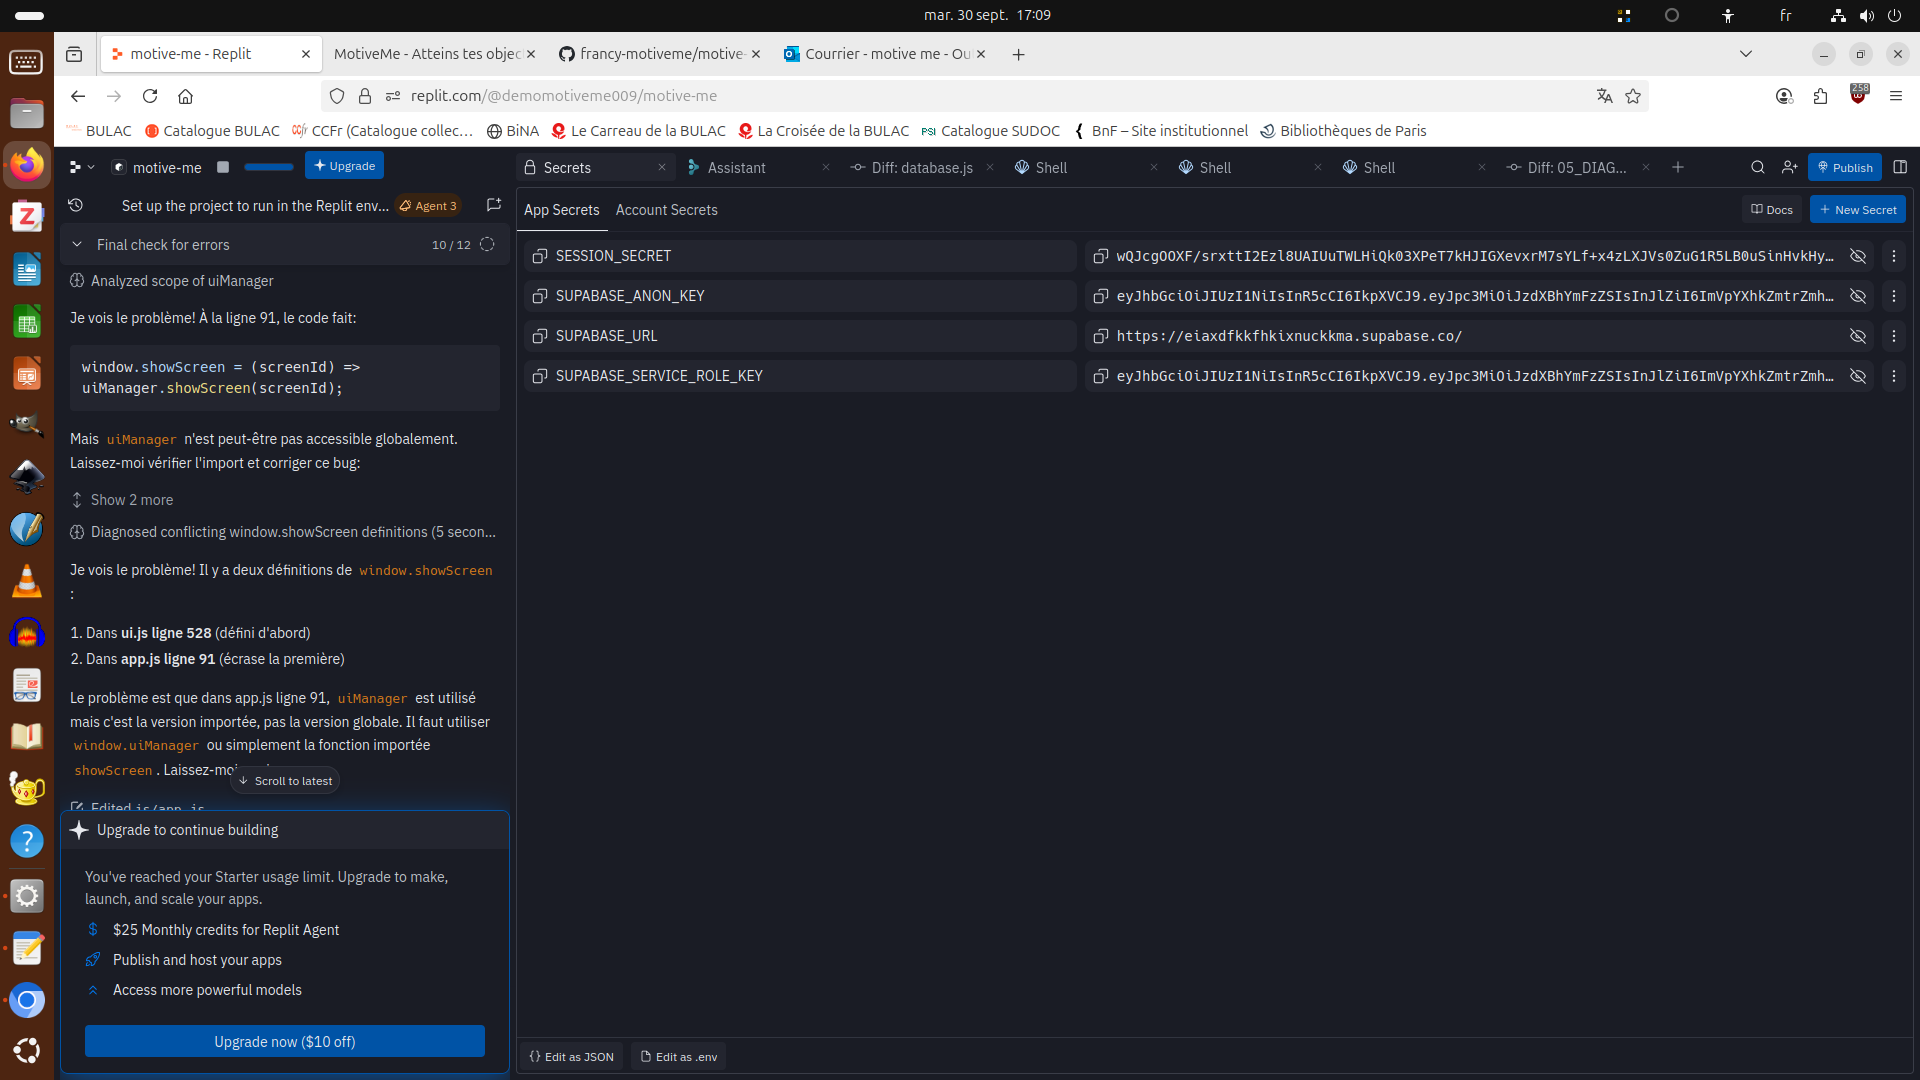 mar. 30 sept. 17:09
fr
motive-me - Replit
MotiveMe - Atteins tes objec
francy-motiveme/motive-
Courrier - motive me - Ou
replit.com/@demomotiveme009/motive-me
258
BULAC
Catalogue BULAC
CCFr (Catalogue collec…
BiNA
Le Carreau de la BULAC
La Croisée de la BULAC
PSI Catalogue SUDOC
BnF – Site institutionnel
Bibliothèques de Paris
motive-me
Upgrade
Secrets
Assistant
Diff: database.js
Shell
Shell
Shell
Diff: 05_DIAG...
Publish
Set up the project to run in the Replit env...
Agent 3
App Secrets
Account Secrets
Docs
New Secret
Final check for errors
10 / 12
Analyzed scope of uiManager
Je vois le problème! À la ligne 91, le code fait:
window.showScreen = (screenId) =>
uiManager.showScreen(screenId);
Mais uiManager n'est peut-être pas accessible globalement.
Laissez-moi vérifier l'import et corriger ce bug:
Show 2 more
Diagnosed conflicting window.showScreen definitions (5 secon...
Je vois le problème! Il y a deux définitions de window.showScreen
:
1. Dans ui.js ligne 528 (défini d'abord)
2. Dans app.js ligne 91 (écrase la première)
Le problème est que dans app.js ligne 91, uiManager est utilisé
mais c'est la version importée, pas la version globale. Il faut utiliser
window.uiManager ou simplement la fonction importée
showScreen . Laissez-moi
Scroll to latest
Edited js/app.js
Upgrade to continue building
You've reached your Starter usage limit. Upgrade to make,
launch, and scale your apps.
$25 Monthly credits for Replit Agent
Publish and host your apps
Access more powerful models
Upgrade now ($10 off)
SESSION_SECRET
wQJcgOOXF/srxttI2Ezl8UAIUuTWLHiQk03XPeT7kHJIGXevxrM7sYLf+x4zLXJVs0ZuG1R5LB0uSinHvkHy…
SUPABASE_ANON_KEY
eyJhbGciOiJIUzI1NiIsInR5cCI6IkpXVCJ9.eyJpc3MiOiJzdXBhYmFzZSIsInJlZiI6ImVpYXhkZmtrZmh…
SUPABASE_URL
https://eiaxdfkkfhkixnuckkma.supabase.co/
SUPABASE_SERVICE_ROLE_KEY
eyJhbGciOiJIUzI1NiIsInR5cCI6IkpXVCJ9.eyJpc3MiOiJzdXBhYmFzZSIsInJlZiI6ImVpYXhkZmtrZmh…
{} Edit as JSON
Edit as .env